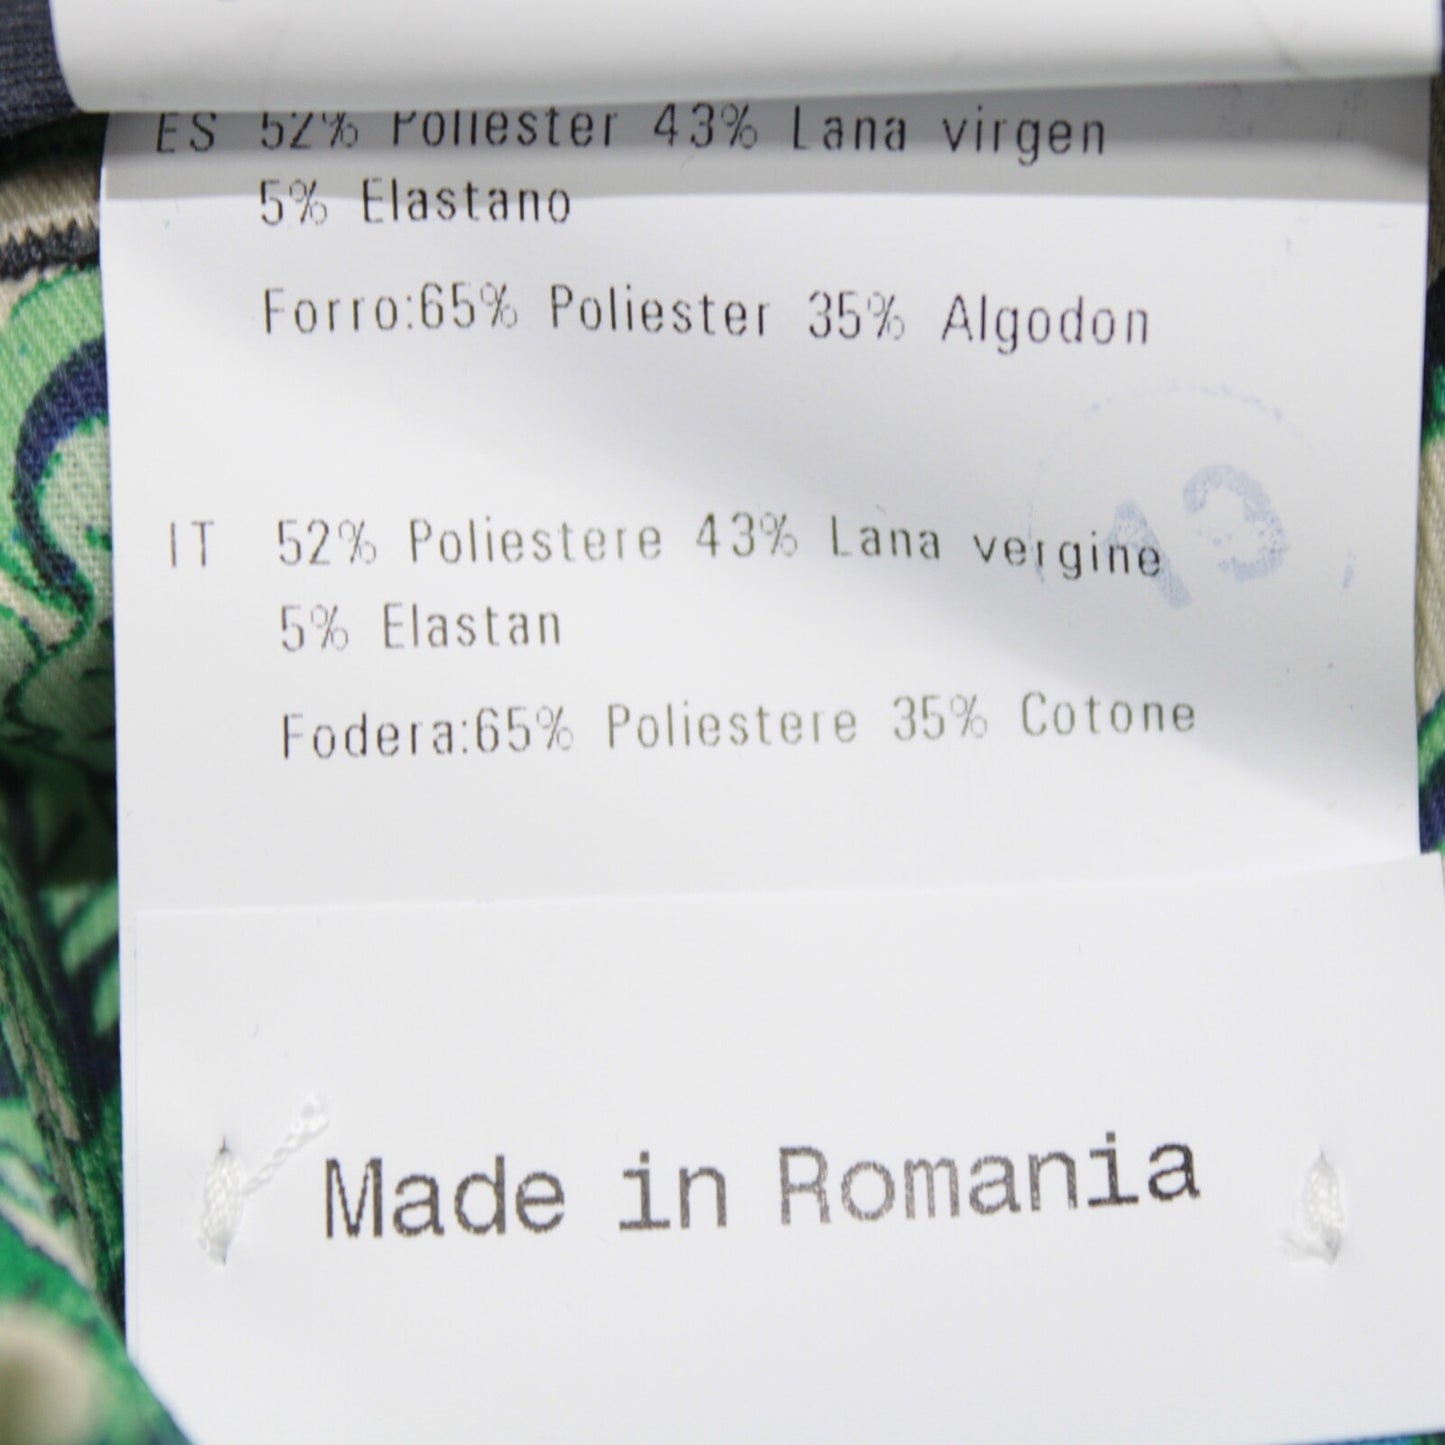 ES 52% Poliester 43% Lana virgen
5% Elastano
Forro:65% Poliester 35% Algodon
IT 52% Poliestere 43% Lana vergine
5% Elastan
Fodera:65% Poliestere 35% Cotone
Made in Romania